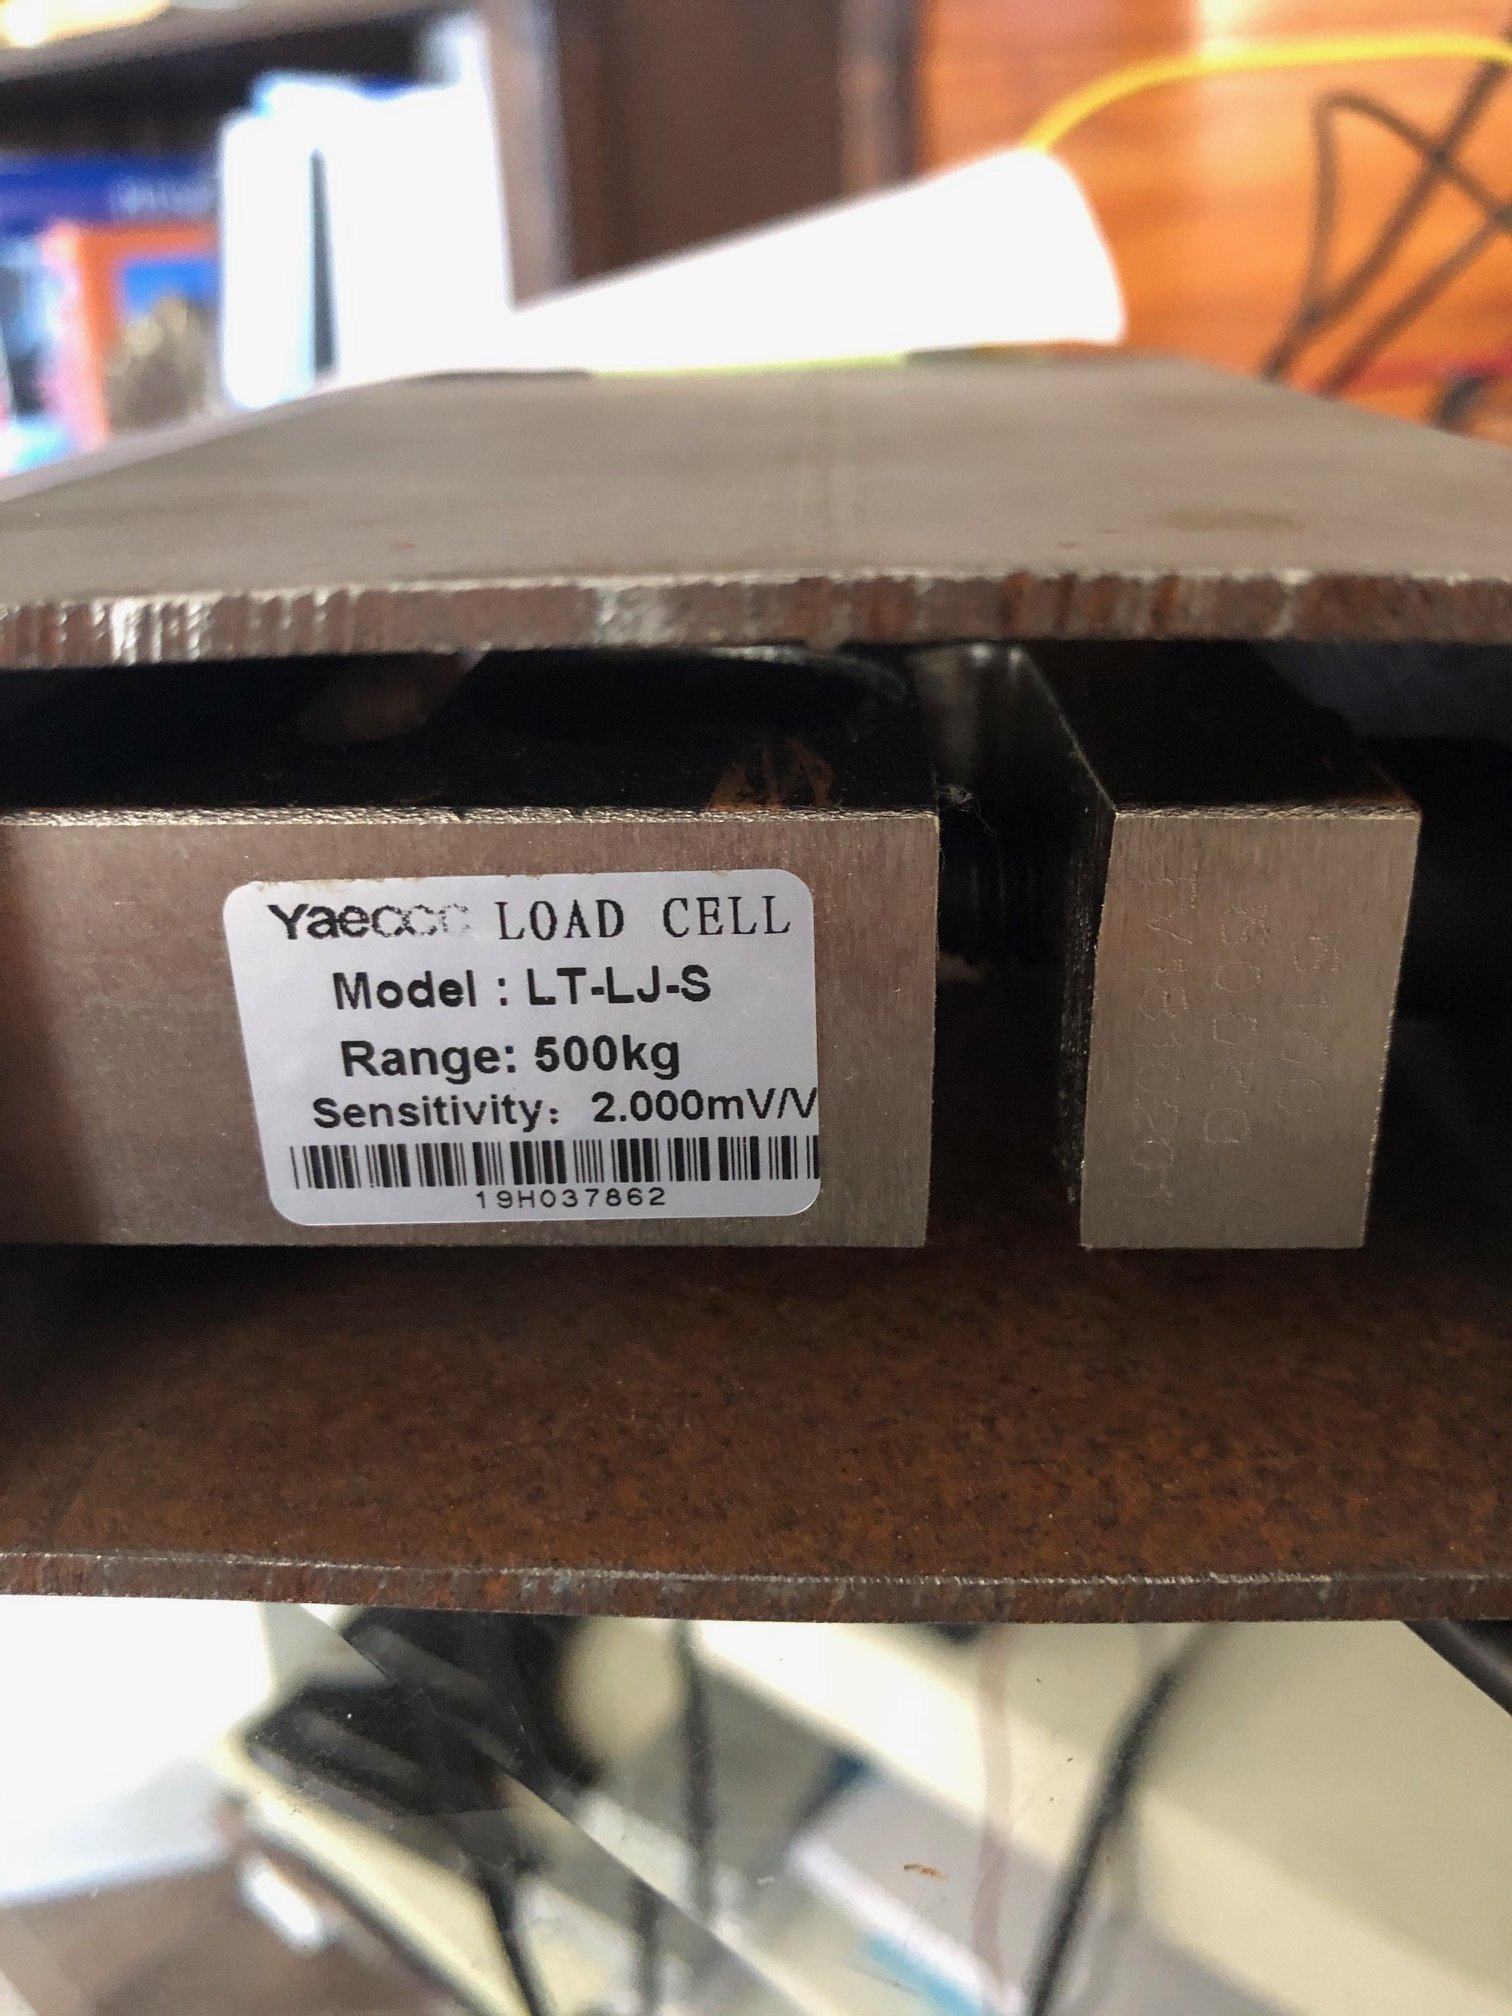 Yaeccc LOAD CELL
Model : LT-LJ-S
Range: 500kg
Sensitivity: 2.000mV/V
19H037862